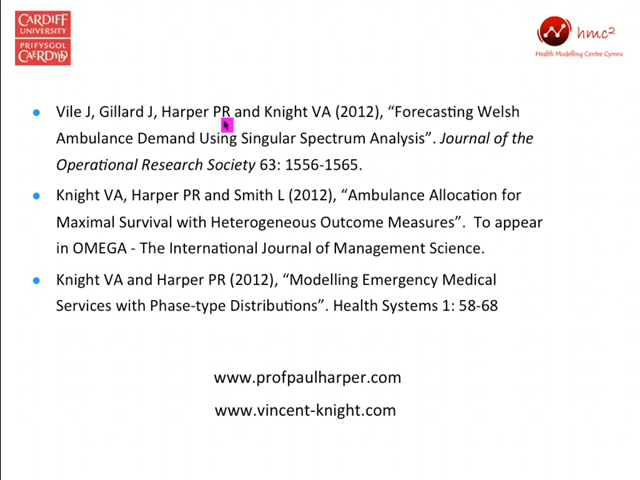 CARDIFF
UNIVERSITY
PRIFYSGOL
CAERDYDD
hmc²
Health Modelling Centre Cymru
Vile J, Gillard J, Harper PR and Knight VA (2012), “Forecasting Welsh
Ambulance Demand Using Singular Spectrum Analysis”. Journal of the
Operational Research Society 63: 1556-1565.
Knight VA, Harper PR and Smith L (2012), “Ambulance Allocation for
Maximal Survival with Heterogeneous Outcome Measures”. To appear
in OMEGA - The International Journal of Management Science.
Knight VA and Harper PR (2012), “Modelling Emergency Medical
Services with Phase-type Distributions”. Health Systems 1: 58-68
www.profpaulharper.com
www.vincent-knight.com